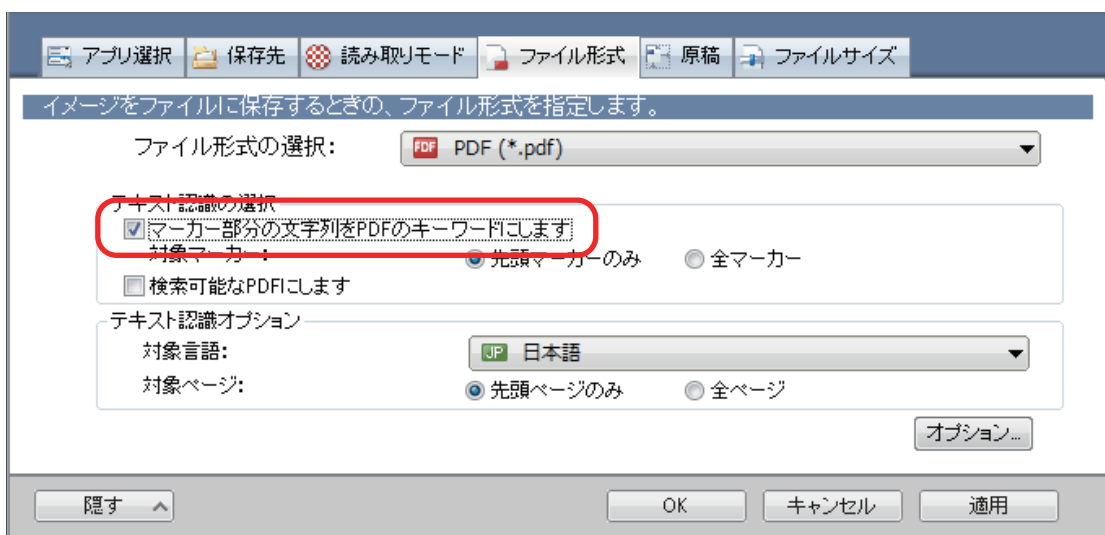 アプリ選択 保存先 読み取りモード ファイル形式 原稿 ファイルサイズ
イメージをファイルに保存するときの、ファイル形式を指定します。
ファイル形式の選択: PDF PDF (*.pdf)
テキスト認識の選択
マーカー部分の文字列をPDFのキーワードにします
対象マーカー: 先頭マーカーのみ 全マーカー
検索可能なPDFにします
テキスト認識オプション
対象言語: JP 日本語
対象ページ: 先頭ページのみ 全ページ
オプション...
隠す OK キャンセル 適用